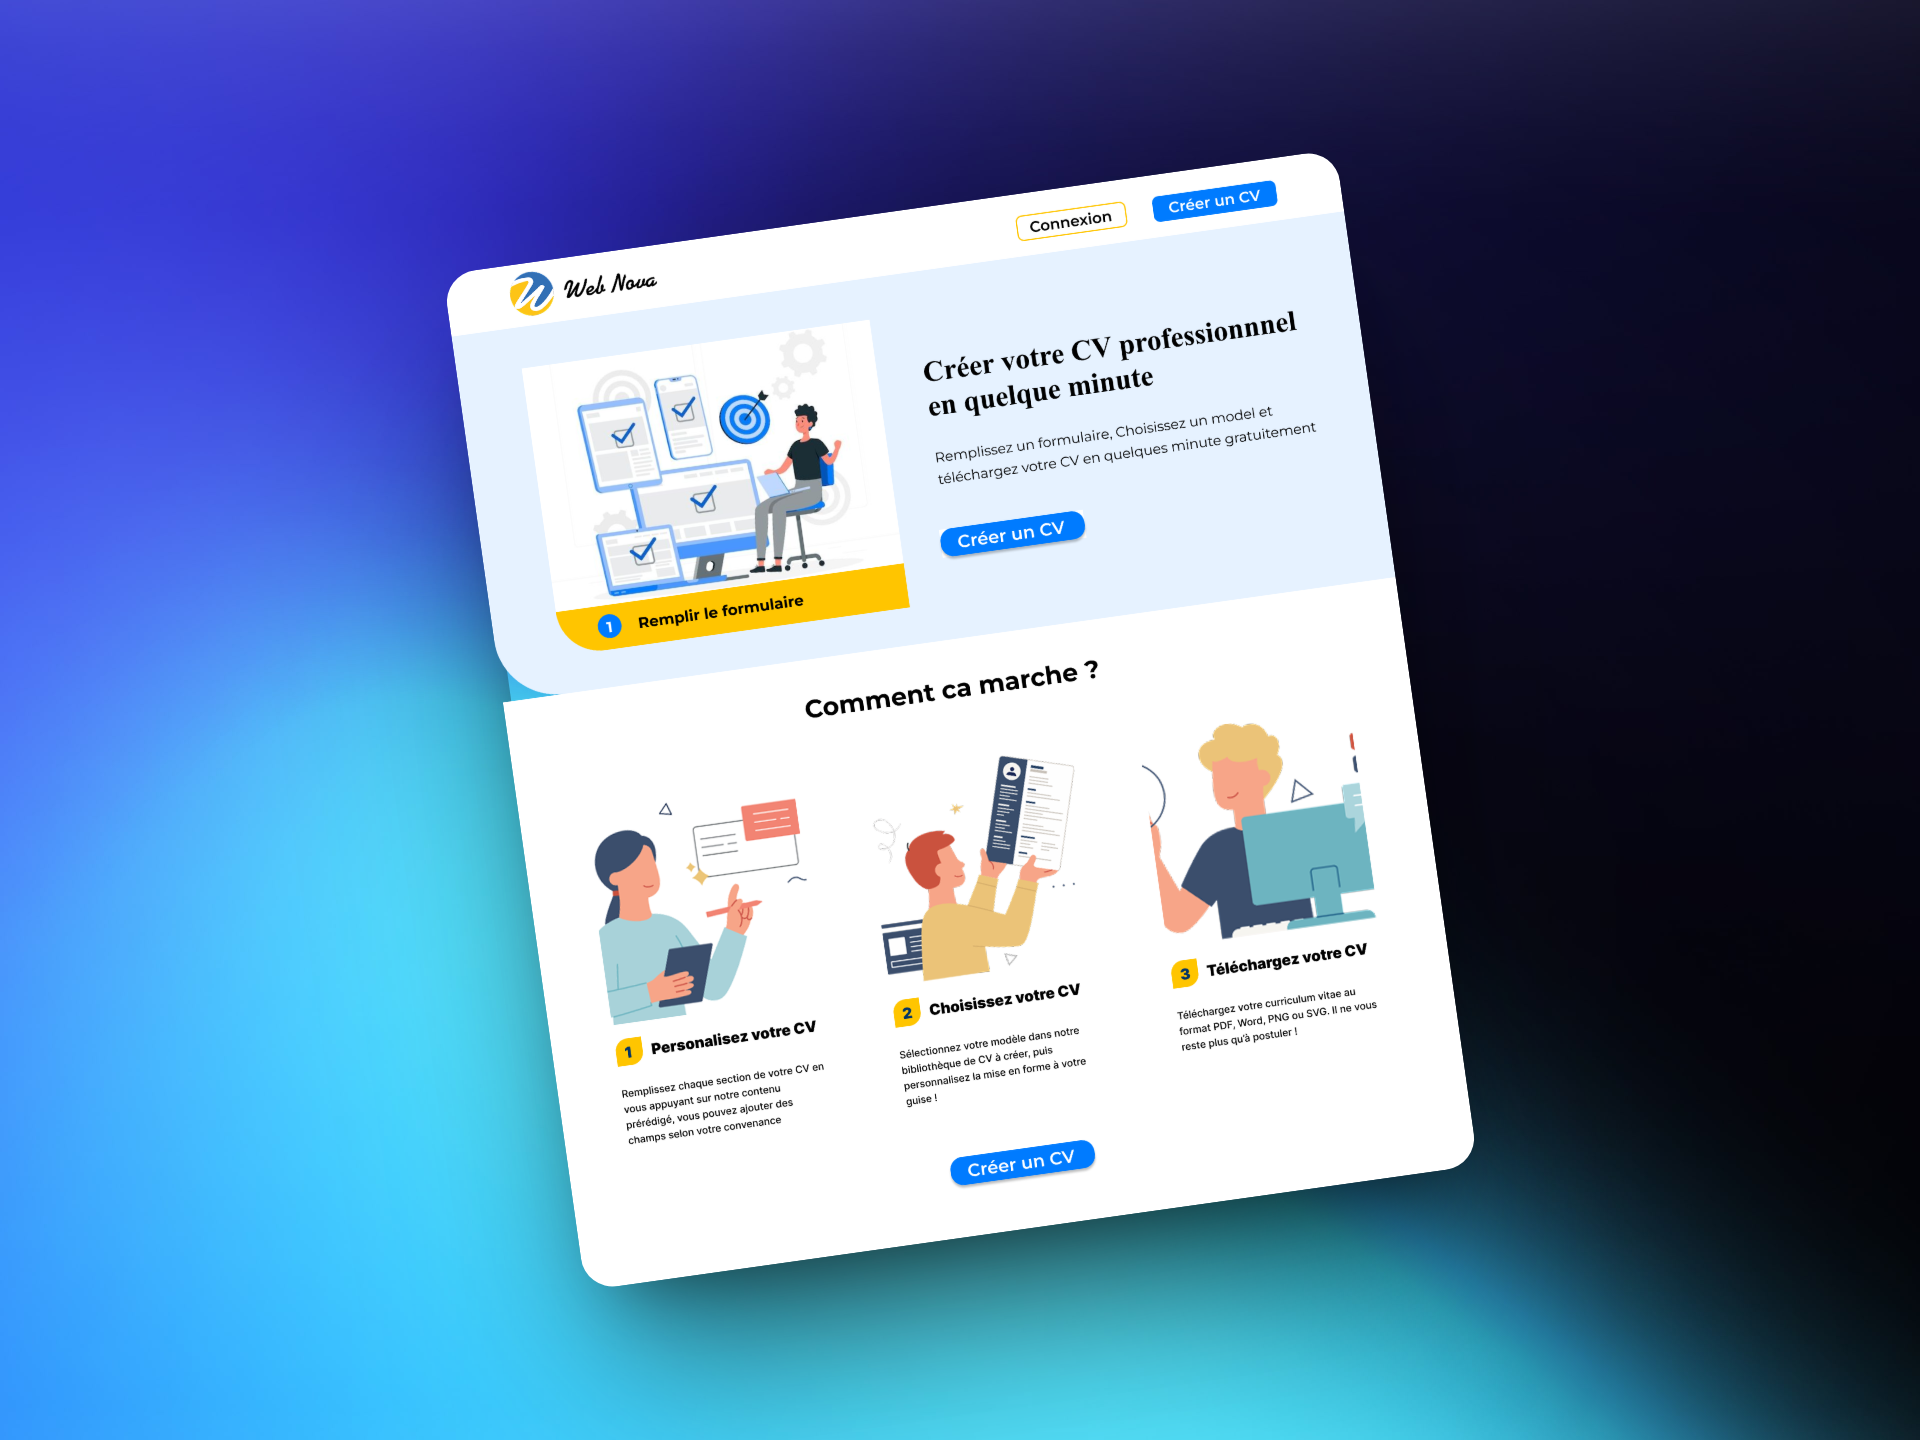 Web Nova
Connexion
Créer un CV
Créer votre CV professionnnel
en quelque minute
Remplissez un formulaire, Choisissez un model et
téléchargez votre CV en quelques minute gratuitement
Créer un CV
1 Remplir le formulaire
Comment ca marche ?
1 Personalisez votre CV
Remplissez chaque section de votre CV en
vous appuyant sur notre contenu
prérédigé, vous pouvez ajouter des
champs selon votre convenance
2 Choisissez votre CV
Sélectionnez votre modèle dans notre
bibliothèque de CV à créer, puis
personnalisez la mise en forme à votre
guise !
3 Téléchargez votre CV
Téléchargez votre curriculum vitae au
format PDF, Word, PNG ou SVG. Il ne vous
reste plus qu'à postuler !
Créer un CV